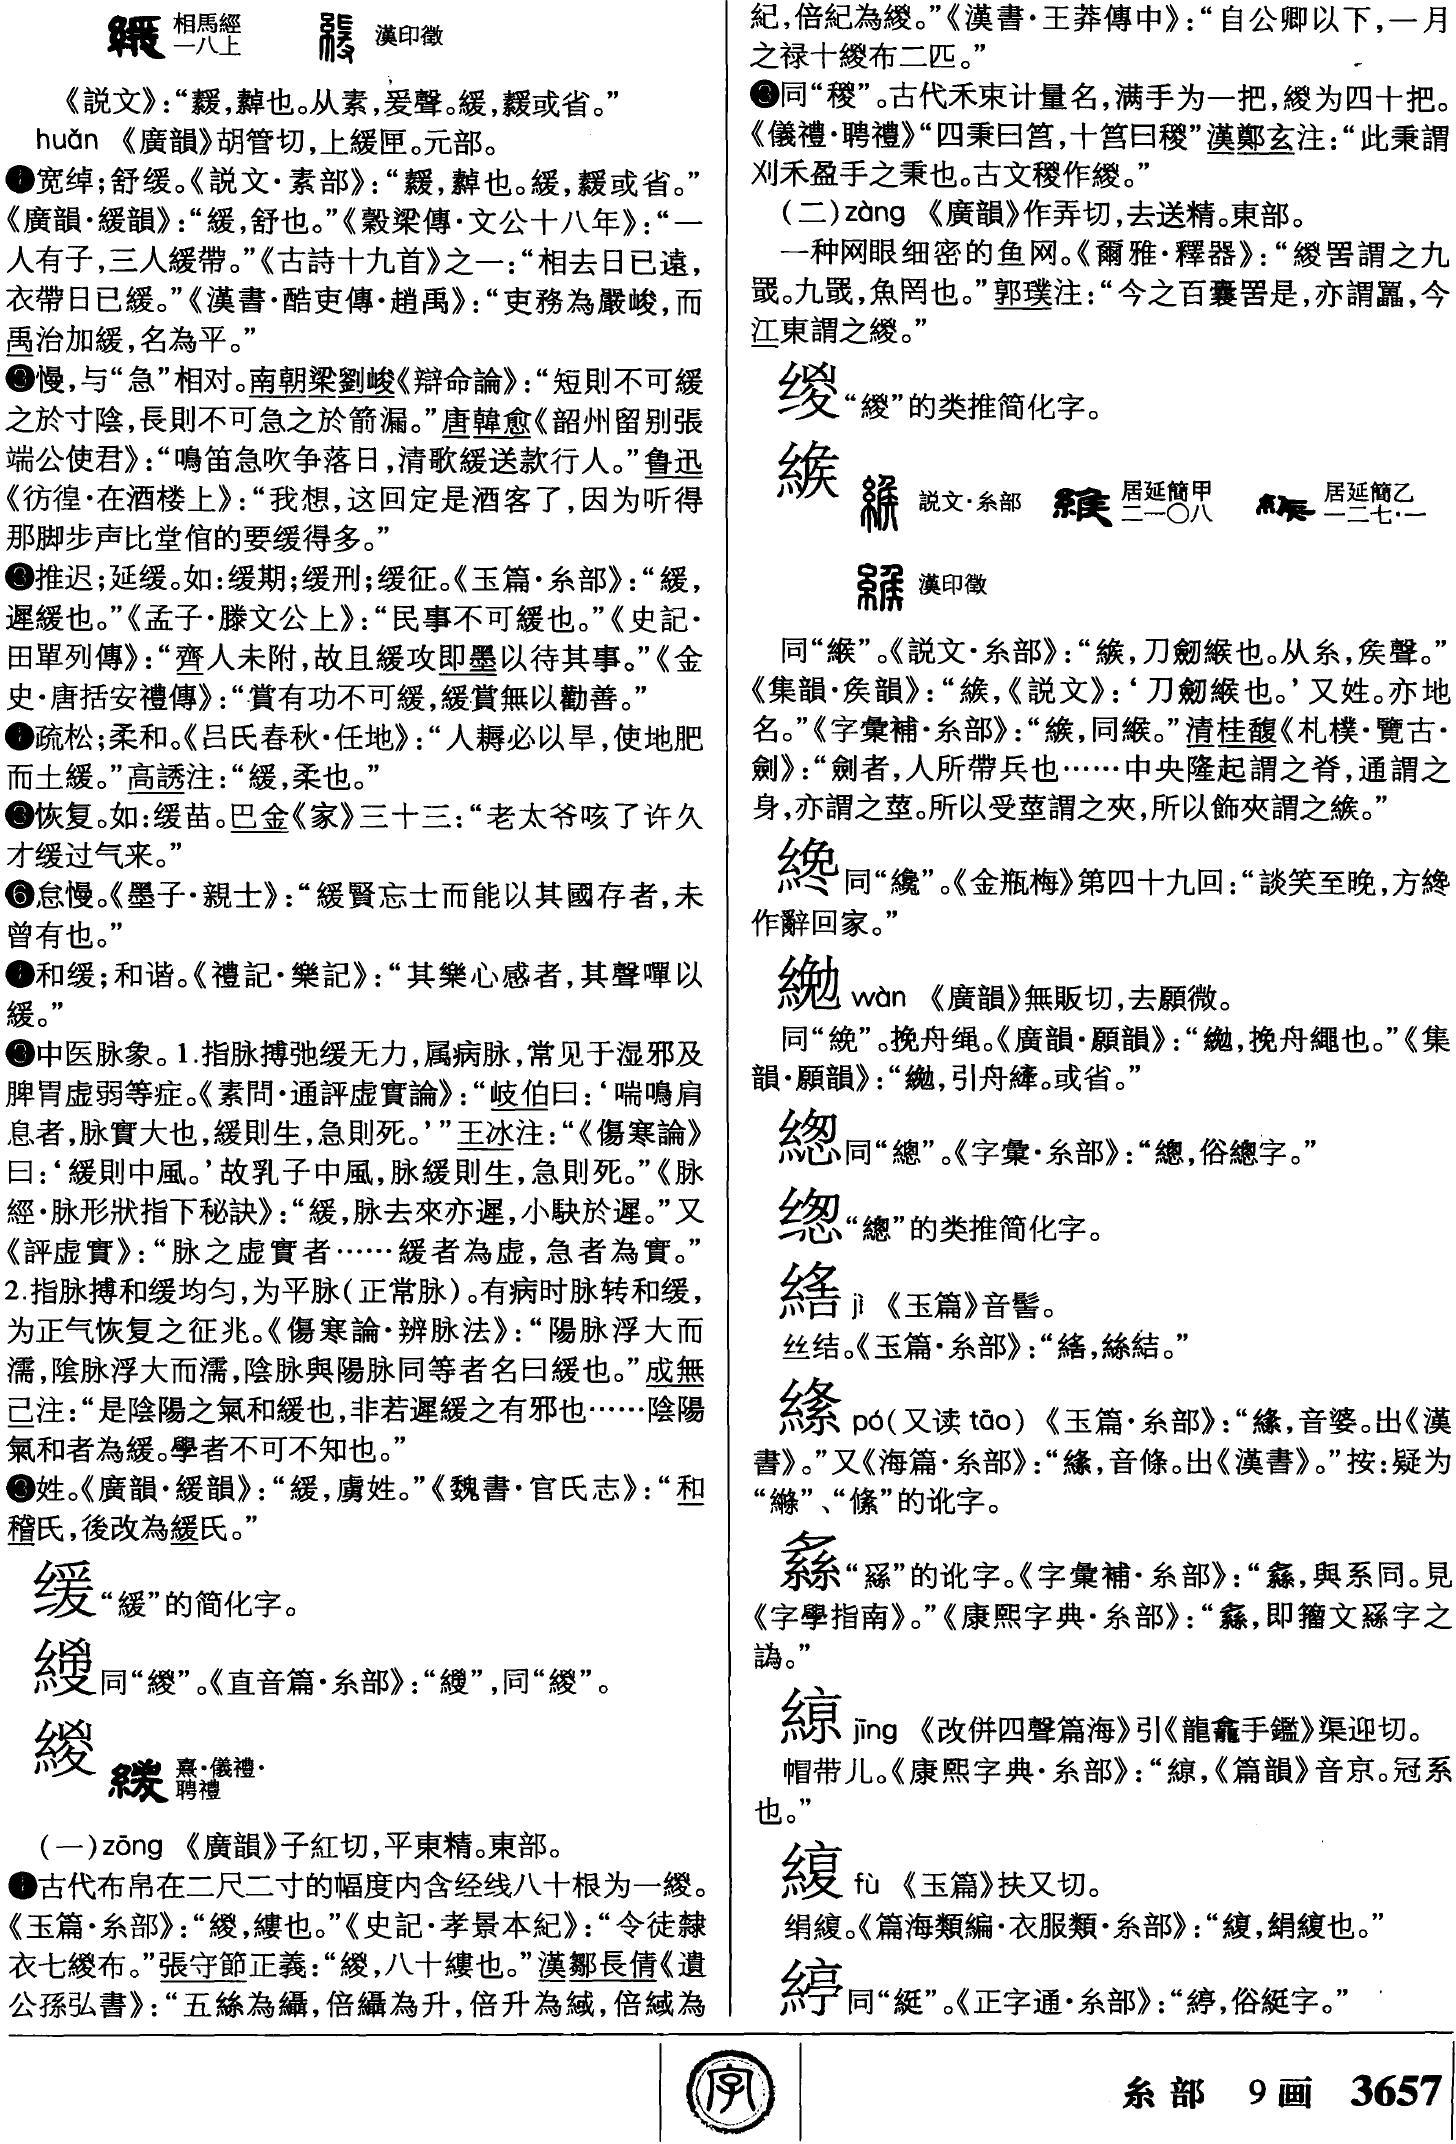 相馬經
一八上
漢印徵
《説文》：“𦃃，𦅻也。从素，爰聲。緩，𦃃或省。”
huǎn 《廣韻》胡管切，上緩匣。元部。
❶宽绰；舒缓。《説文·素部》：“𦃃，𦅻也。緩，𦃃或省。”
《廣韻·緩韻》：“緩，舒也。”《穀梁傳·文公十八年》：“一
人有子，三人緩帶。”《古詩十九首》之一：“相去日已遠，
衣帶日已緩。”《漢書·酷吏傳·趙禹》：“吏務為嚴峻，而
禹治加緩，名為平。”
❷慢，与“急”相对。南朝梁劉峻《辯命論》：“短則不可緩
之於寸陰，長則不可急之於箭漏。”唐韓愈《韶州留别張
端公使君》：“鳴笛急吹争落日，清歌緩送款行人。”鲁迅
《彷徨·在酒楼上》：“我想，这回定是酒客了，因为听得
那脚步声比堂倌的要缓得多。”
❸推迟；延缓。如：缓期；缓刑；缓征。《玉篇·糸部》：“緩，
遲緩也。”《孟子·滕文公上》：“民事不可緩也。”《史記·
田單列傳》：“齊人未附，故且緩攻即墨以待其事。”《金
史·唐括安禮傳》：“賞有功不可緩，緩賞無以勸善。”
❹疏松；柔和。《吕氏春秋·任地》：“人耨必以旱，使地肥
而土緩。”高誘注：“緩，柔也。”
❺恢复。如：缓苗。巴金《家》三十三：“老太爷咳了许久
才缓过气来。”
❻怠慢。《墨子·親士》：“緩賢忘士而能以其國存者，未
曾有也。”
❼和缓；和谐。《禮記·樂記》：“其樂心感者，其聲嘽以
緩。”
❽中医脉象。1.指脉搏弛缓无力，属病脉，常见于湿邪及
脾胃虚弱等症。《素問·通評虚實論》：“岐伯曰：‘喘鳴肩
息者，脉實大也，緩則生，急則死。’”王冰注：“《傷寒論》
曰：‘緩則中風。’故乳子中風，脉緩則生，急則死。”《脉
經·脉形狀指下秘訣》：“緩，脉去來亦遲，小駃於遲。”又
《評虚實》：“脉之虚實者……緩者為虚，急者為實。”
2.指脉搏和缓均匀，为平脉（正常脉）。有病时脉转和缓，
为正气恢复之征兆。《傷寒論·辨脉法》：“陽脉浮大而
濡，陰脉浮大而濡，陰脉與陽脉同等者名曰緩也。”成無
已注：“是陰陽之氣和緩也，非若遲緩之有邪也……陰陽
氣和者為緩。學者不可不知也。”
❾姓。《廣韻·緩韻》：“緩，虜姓。”《魏書·官氏志》：“和
稽氏，後改為緩氏。”
缓“緩”的简化字。
同“緵”。《直音篇·糸部》：“”，同“緵”。
緵
熹·儀禮·
聘禮
（一）zōng 《廣韻》子紅切，平東精。東部。
❶古代布帛在二尺二寸的幅度内含经线八十根为一緵。
《玉篇·糸部》：“緵，縷也。”《史記·孝景本紀》：“令徒隸
衣七緵布。”張守節正義：“緵，八十縷也。”漢鄒長倩《遺
公孫弘書》：“五絲為䌰，倍䌰為升，倍升為緎，倍緎為
紀，倍紀為緵。”《漢書·王莽傳中》：“自公卿以下，一月
之禄十緵布二匹。”
❷同“稯”。古代禾束计量名，满手为一把，緵为四十把。
《儀禮·聘禮》“四秉曰筥，十筥曰稯”漢鄭玄注：“此秉謂
刈禾盈手之秉也。古文稯作緵。”
（二）zàng 《廣韻》作弄切，去送精。東部。
一种网眼细密的鱼网。《爾雅·釋器》：“緵罟謂之九
罭。九罭，魚罔也。”郭璞注：“今之百囊罟是，亦謂䍡，今
江東謂之緵。”
“緵”的类推简化字。
𦃺
説文·糸部
居延簡甲
二一〇八
居延簡乙
一二七·一
漢印徵
同“緱”。《説文·糸部》：“𦃺，刀劒緱也。从糸，矦聲。”
《集韻·矦韻》：“𦃺，《説文》：‘刀劒緱也。’又姓。亦地
名。”《字彙補·糸部》：“𦃺，同緱。”清桂馥《札樸·覽古·
劍》：“劍者，人所帶兵也……中央隆起謂之脊，通謂之
身，亦謂之莖。所以受莖謂之夾，所以飾夾謂之𦃺。”
同“纔”。《金瓶梅》第四十九回：“談笑至晚，方纔
作辭回家。”
wàn 《廣韻》無販切，去願微。
同“絻”。挽舟绳。《廣韻·願韻》：“，挽舟繩也。”《集
韻·願韻》：“，引舟縴。或省。”
緫同“總”。《字彙·糸部》：“緫，俗總字。”
“緫”的类推简化字。
jì 《玉篇》音髻。
丝结。《玉篇·糸部》：“，絲結。”
pó（又读tāo） 《玉篇·糸部》：“，音婆。出《漢
書》。”又《海篇·糸部》：“，音條。出《漢書》。”按：疑为
“”、“絛”的讹字。
“䌛”的讹字。《字彙補·糸部》：“，與系同。見
《字學指南》。”《康熙字典·糸部》：“，即籀文字之
譌。”
jīng 《改併四聲篇海》引《龍龕手鑑》渠迎切。
帽带儿。《康熙字典·糸部》：“，《篇韻》音京。冠系
也。”
緮fù 《玉篇》扶又切。
绢緮。《篇海類編·衣服類·糸部》：“緮，絹緮也。”
同“綎”。《正字通·糸部》：“，俗綎字。”
字
糸部 9画 3657